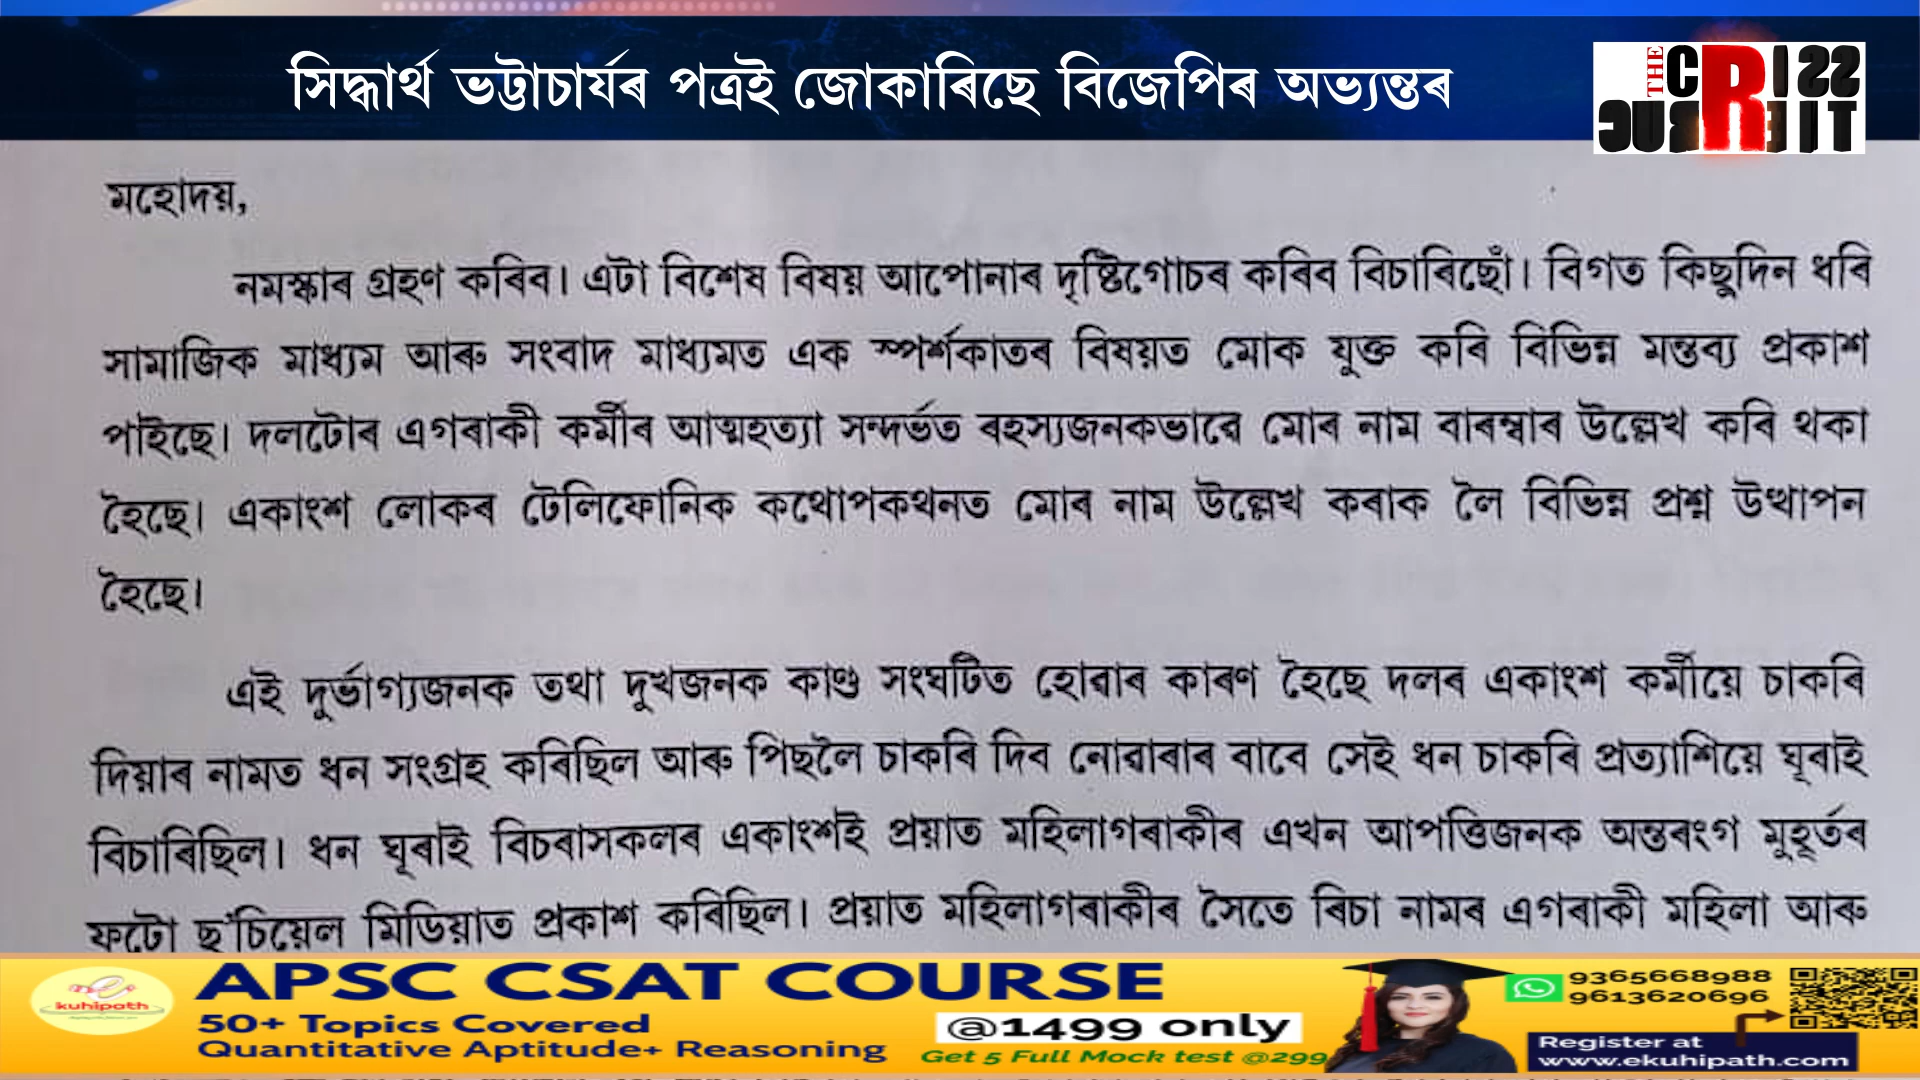 সিদ্ধাৰ্থ ভট্টাচাৰ্যৰ পত্ৰই জোকাৰিছে বিজেপিৰ অভ্যন্তৰ
THE CRISS
CURRENT
মহোদয়,
নমস্কাৰ গ্ৰহণ কৰিব। এটা বিশেষ বিষয় আপোনাৰ দৃষ্টিগোচৰ কৰিব বিচাৰিছোঁ। বিগত কিছুদিন ধৰি
সামাজিক মাধ্যম আৰু সংবাদ মাধ্যমত এক স্পৰ্শকাতৰ বিষয়ত মোক যুক্ত কৰি বিভিন্ন মন্তব্য প্ৰকাশ
পাইছে। দলটোৰ এগৰাকী কৰ্মীৰ আত্মহত্যা সন্দৰ্ভত ৰহস্যজনকভাৱে মোৰ নাম বাৰম্বাৰ উল্লেখ কৰি থকা
হৈছে। একাংশ লোকৰ টেলিফোনিক কথোপকথনত মোৰ নাম উল্লেখ কৰাক লৈ বিভিন্ন প্ৰশ্ন উত্থাপন
হৈছে।
এই দুৰ্ভাগ্যজনক তথা দুখজনক কাণ্ড সংঘটিত হোৱাৰ কাৰণ হৈছে দলৰ একাংশ কৰ্মীয়ে চাকৰি
দিয়াৰ নামত ধন সংগ্ৰহ কৰিছিল আৰু পিছলৈ চাকৰি দিব নোৱাৰাৰ বাবে সেই ধন চাকৰি প্ৰত্যাশিয়ে ঘূৰাই
বিচাৰিছিল। ধন ঘূৰাই বিচৰাসকলৰ একাংশই প্ৰয়াত মহিলাগৰাকীৰ এখন আপত্তিজনক অন্তৰংগ মুহূৰ্তৰ
ফটো ছ'চিয়েল মিডিয়াত প্ৰকাশ কৰিছিল। প্ৰয়াত মহিলাগৰাকীৰ সৈতে ৰিচা নামৰ এগৰাকী মহিলা আৰু
kuhipath
APSC CSAT COURSE
50+ Topics Covered
Quantitative Aptitude+ Reasoning
@1499 only
Get 5 Full Mock test @299
9365668988
9613620696
Register at
www.ekuhipath.com